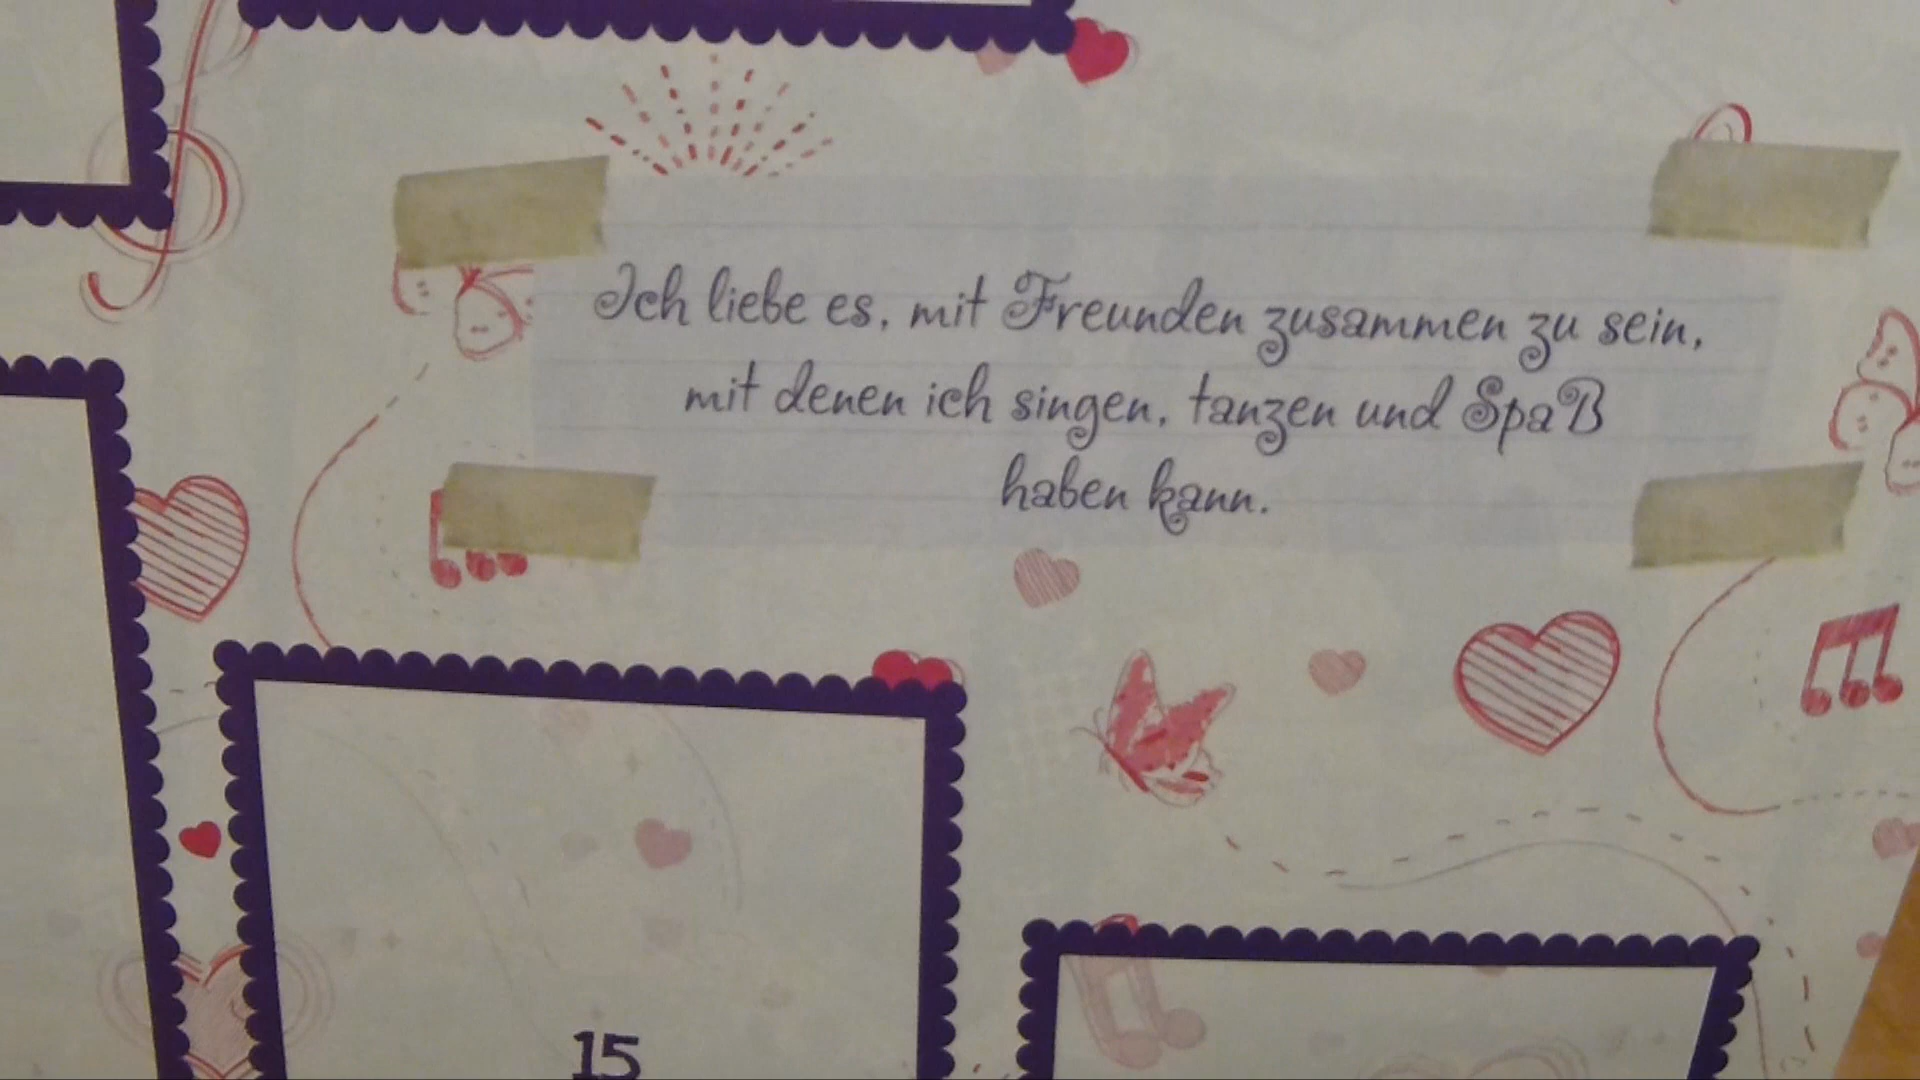 Ich liebe es, mit Freunden zusammen zu sein,
mit denen ich singen, tanzen und Spaß
haben kann.
15